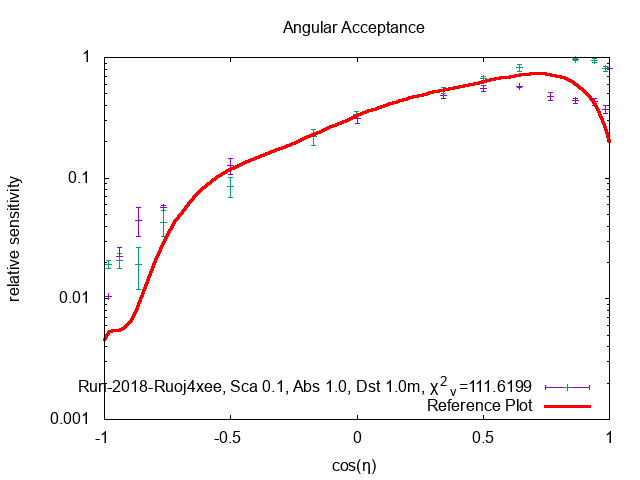 Angular Acceptance
relative sensitivity
1
0.1
0.01
0.001
Run-2018-Ruoj4xee, Sca 0.1, Abs 1.0, Dst 1.0m, χ²ᵥ=111.6199
Reference Plot
-1
-0.5
0
0.5
1
cos(η)